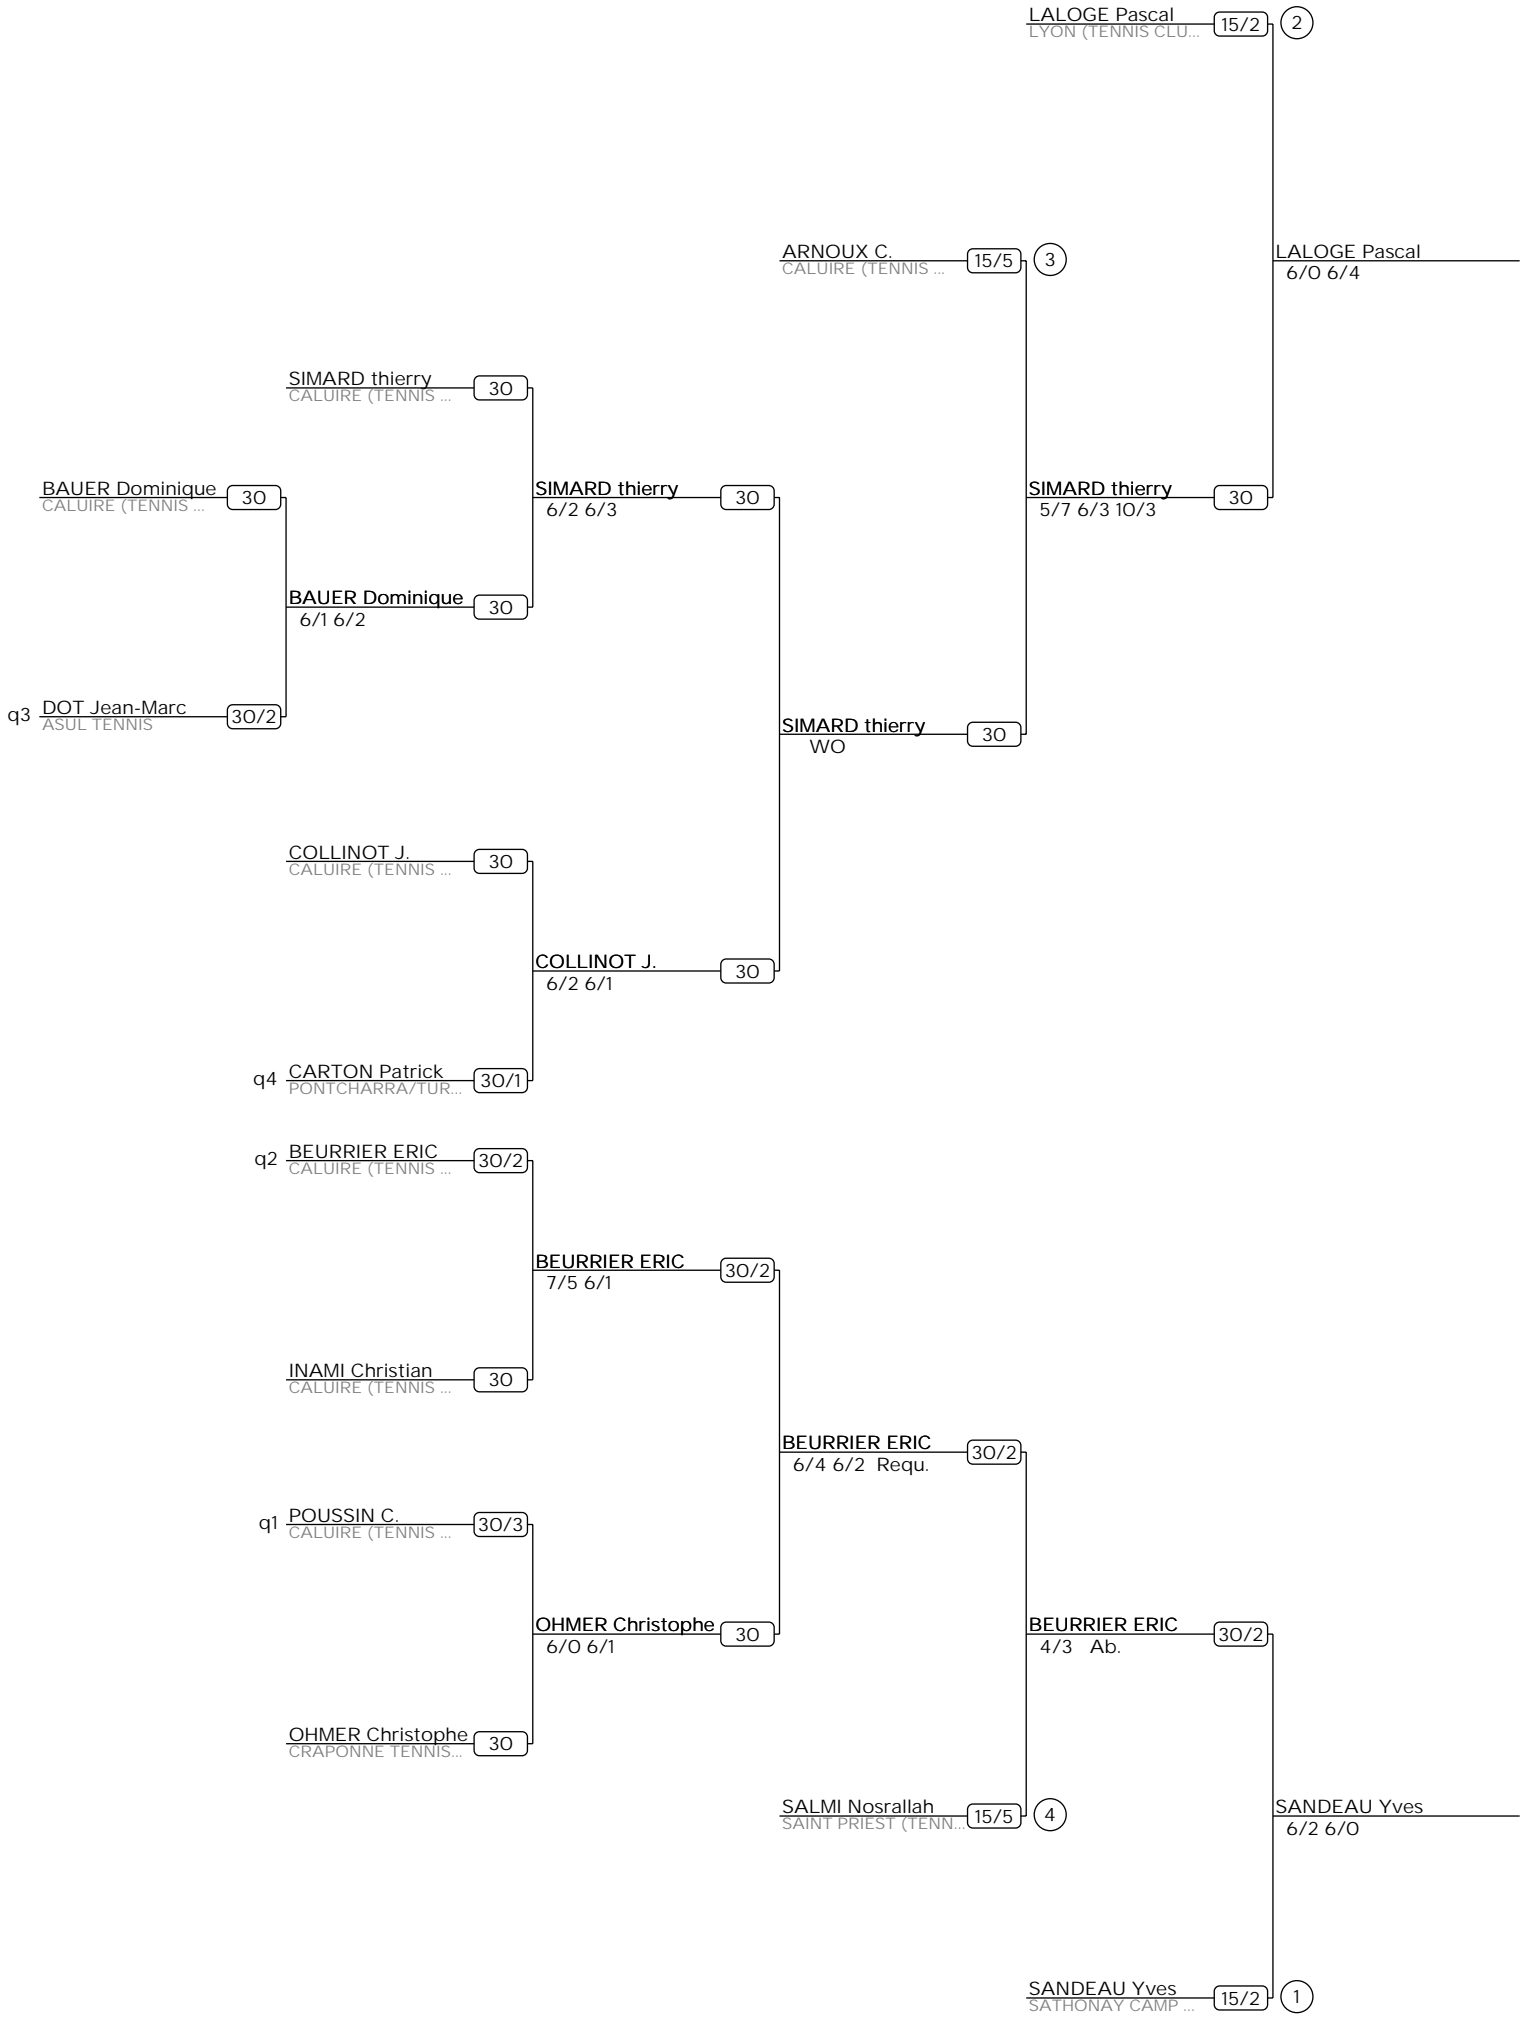 LALOGE Pascal 15/2 2
LYON (TENNIS CLU...
ARNOUX C. 15/5 3
CALUIRE (TENNIS ...
LALOGE Pascal
6/0 6/4
SIMARD thierry 30
CALUIRE (TENNIS ...
BAUER Dominique 30
CALUIRE (TENNIS ...
SIMARD thierry 30
6/2 6/3
SIMARD thierry 30
5/7 6/3 10/3
BAUER Dominique 30
6/1 6/2
q3 DOT Jean-Marc 30/2
ASUL TENNIS
SIMARD thierry 30
WO
COLLINOT J. 30
CALUIRE (TENNIS ...
COLLINOT J. 30
6/2 6/1
q4 CARTON Patrick 30/1
PONTCHARRA/TUR...
q2 BEURRIER ERIC 30/2
CALUIRE (TENNIS ...
BEURRIER ERIC 30/2
7/5 6/1
INAMI Christian 30
CALUIRE (TENNIS ...
BEURRIER ERIC 30/2
6/4 6/2 Requ.
q1 POUSSIN C. 30/3
CALUIRE (TENNIS ...
OHMER Christophe 30
6/0 6/1
BEURRIER ERIC 30/2
4/3 Ab.
OHMER Christophe 30
CRAPONNE TENNIS...
SALMI Nosrallah 15/5 4
SAINT PRIEST (TENN...
SANDEAU Yves
6/2 6/0
SANDEAU Yves 15/2 1
SATHONAY CAMP ...